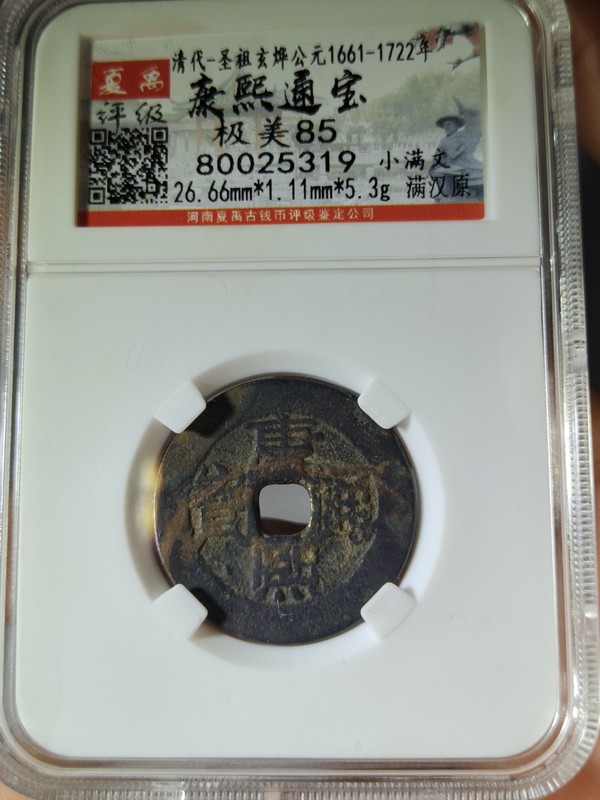 清代-圣祖玄烨公元1661-1722年
夏禹
评级
康熙通宝
极美85
80025319 小满文
26.66mm*1.11mm*5.3g 满汉原
河南夏禹古钱币评级鉴定公司
康
熙
通
寶